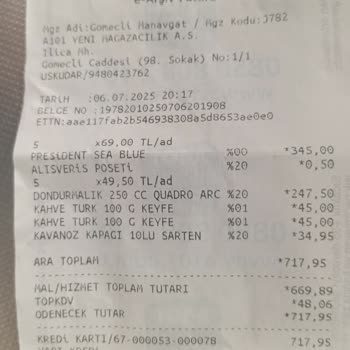 e-Arşiv Fatura
Mgz Adi:Gomecli Manavgat / Mgz Kodu:J782
A101 YENI MAGAZACILIK A.S.
Ilica Mh.
Gomecli Caddesi (98. Sokak) No:1/1
USKUDAR/9480423762
TARIH :06.07.2025 20:17
BELGE NO :19782010250706201908
ETTN:aae117fab2b546938308a5d8653ae0e0
5 x69,00 TL/ad
PRESIDENT SEA BLUE %00 *345,00
ALISVERIS POSETI %20 *0,50
5 x49,50 TL/ad
DONDURMALIK 250 CC QUADRO ARC %20 *247,50
KAHVE TURK 100 G KEYFE %01 *45,00
KAHVE TURK 100 G KEYFE %01 *45,00
KAVANOZ KAPAGI 10LU SARTEN %20 *34,95
ARA TOPLAM *717,95
MAL/HIZMET TOPLAM TUTARI *669,89
TOPKDV *48,06
ODENECEK TUTAR *717,95
KREDI KARTI/67-000053-000078 717,95